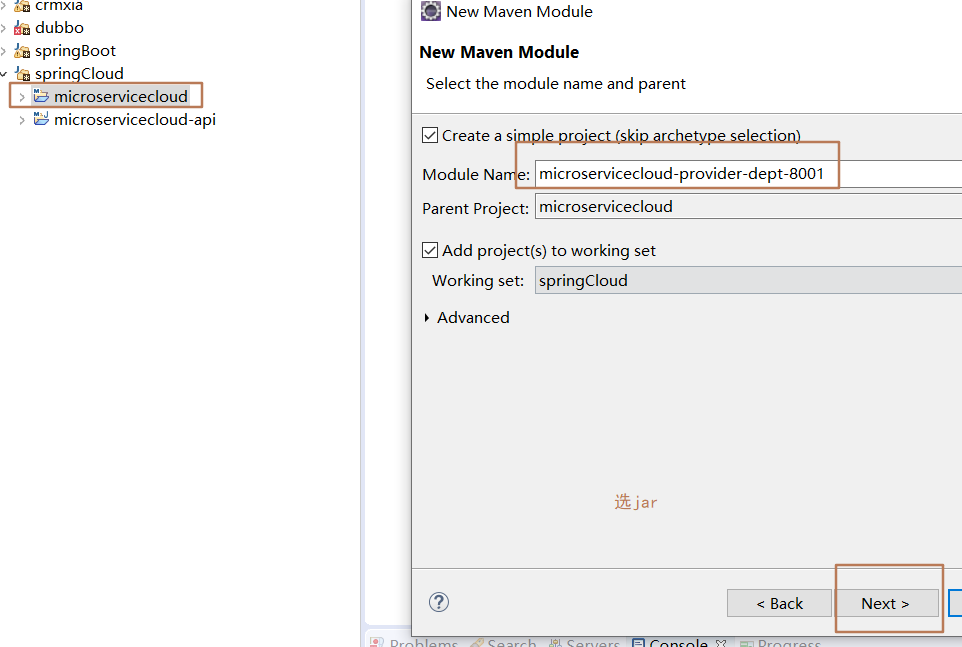 crmxia
dubbo
springBoot
springCloud
microservicecloud
microservicecloud-api
New Maven Module
New Maven Module
Select the module name and parent
Create a simple project (skip archetype selection)
Module Name: microservicecloud-provider-dept-8001
Parent Project: microservicecloud
Add project(s) to working set
Working set: springCloud
Advanced
选jar
? < Back Next >
Problems Search Servers Console Progress